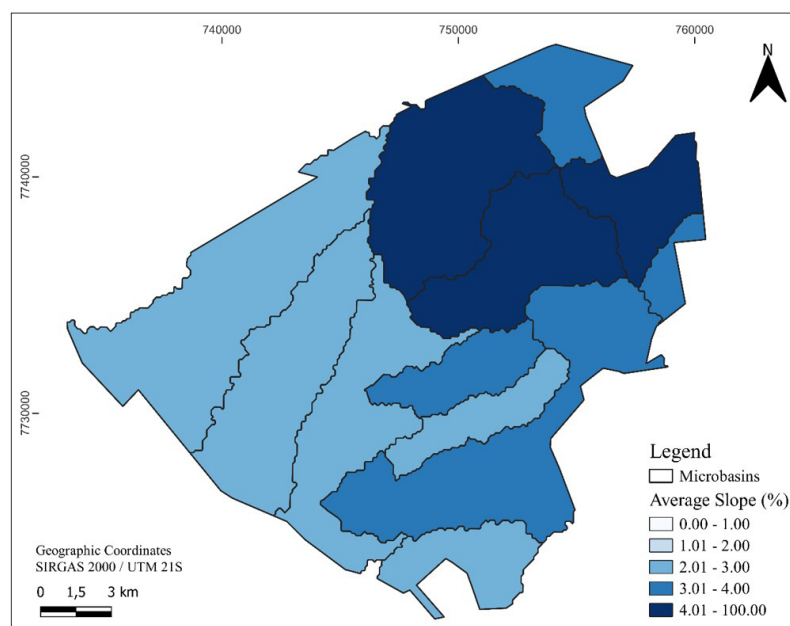 740000 750000 760000
N
7740000
7730000
Legend
Microbasins
Average Slope (%)
0.00 - 1.00
1.01 - 2.00
2.01 - 3.00
3.01 - 4.00
4.01 - 100.00
Geographic Coordinates
SIRGAS 2000 / UTM 21S
0 1,5 3 km